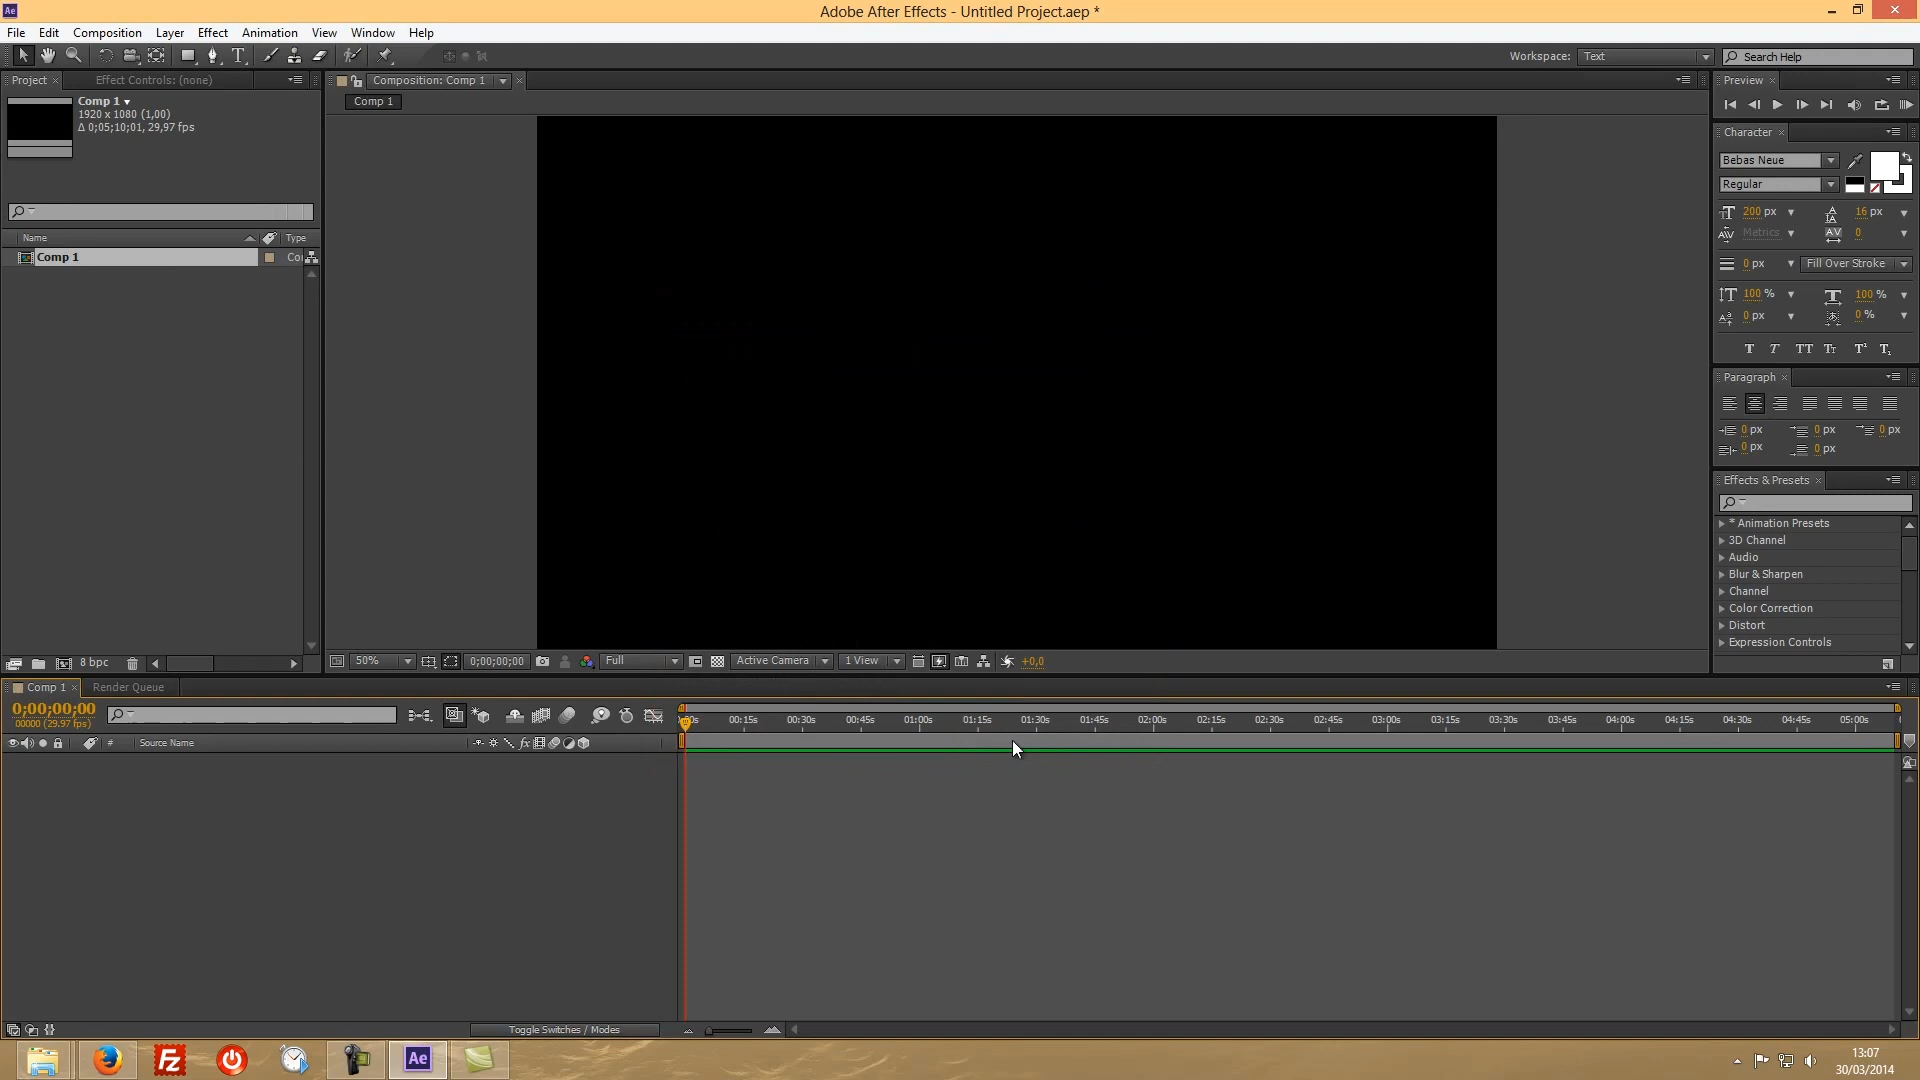 Ae
Adobe After Effects - Untitled Project.aep *
File Edit Composition Layer Effect Animation View Window Help
Workspace: Text Search Help
Project Effect Controls: (none)
Comp 1
1920 x 1080 (1,00)
Δ 0;05;10;01, 29,97 fps
Name Type
Comp 1
8 bpc
Composition: Comp 1
Comp 1
50% 0;00;00;00 Full Active Camera 1 View +0,0
Preview
Character
Bebas Neue
Regular
200 px 16 px
Metrics 0
0 px Fill Over Stroke
100 % 100 %
0 px 0 %
Paragraph
0 px 0 px 0 px
0 px 0 px
Effects & Presets
* Animation Presets
3D Channel
Audio
Blur & Sharpen
Channel
Color Correction
Distort
Expression Controls
Comp 1 Render Queue
0;00;00;00
00000 (29.97 fps)
00:15s 00:30s 00:45s 01:00s 01:15s 01:30s 01:45s 02:00s 02:15s 02:30s 02:45s 03:00s 03:15s 03:30s 03:45s 04:00s 04:15s 04:30s 04:45s 05:00s
# Source Name fx
Toggle Switches / Modes
Fz
Ae
13:07
30/03/2014